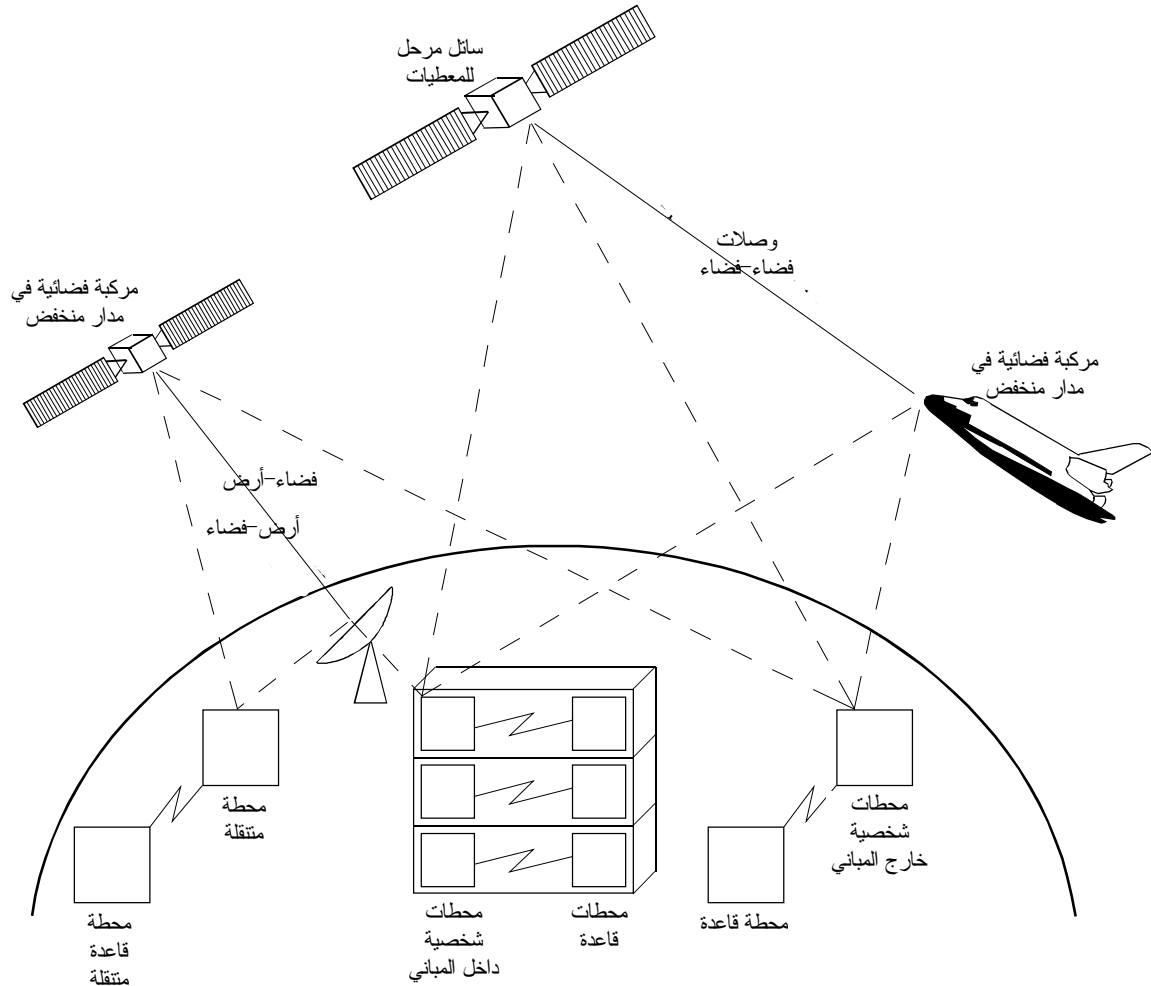 ساتل مرحل
للمعطيات
وصلات
فضاء-فضاء
مركبة فضائية في
مدار منخفض
مركبة فضائية في
مدار منخفض
فضاء-أرض
أرض-فضاء
محطة
متنقلة
محطات
شخصية
خارج المباني
محطة
قاعدة
متنقلة
محطات
شخصية
داخل المباني
محطات
قاعدة
محطة قاعدة